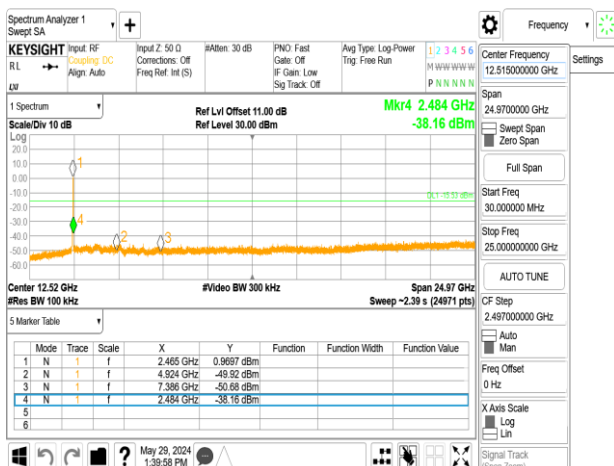 Spectrum Analyzer 1
Swept SA
Frequency
KEYSIGHT
RL
LXI
Input: RF
Coupling: DC
Align: Auto
Input Z: 50 Ω
Corrections: Off
Freq Ref: Int (S)
#Atten: 30 dB
PNO: Fast
Gate: Off
IF Gain: Low
Sig Track: Off
Avg Type: Log-Power
Trig: Free Run
1 2 3 4 5 6
M W W W W W
P N N N N N
1 Spectrum
Scale/Div 10 dB
Log
Ref Lvl Offset 11.00 dB
Ref Level 30.00 dBm
Mkr4 2.484 GHz
-38.16 dBm
20.0
10.0
0.00
-10.0
-20.0
-30.0
-40.0
-50.0
-60.0
1
4
2
3
DL1 -19.53 dBm
Center 12.52 GHz
#Res BW 100 kHz
#Video BW 300 kHz
Span 24.97 GHz
Sweep ~2.39 s (24971 pts)
5 Marker Table
Mode Trace Scale X Y Function Function Width Function Value
1 N 1 f 2.465 GHz 0.9697 dBm
2 N 1 f 4.924 GHz -49.92 dBm
3 N 1 f 7.386 GHz -50.68 dBm
4 N 1 f 2.484 GHz -38.16 dBm
5
6
?
May 29, 2024
1:39:58 PM
Center Frequency
12.515000000 GHz
Settings
Span
24.9700000 GHz
Swept Span
Zero Span
Full Span
Start Freq
30.000000 MHz
Stop Freq
25.000000000 GHz
AUTO TUNE
CF Step
2.497000000 GHz
Auto
Man
Freq Offset
0 Hz
X Axis Scale
Log
Lin
Signal Track
(Span Zoom)